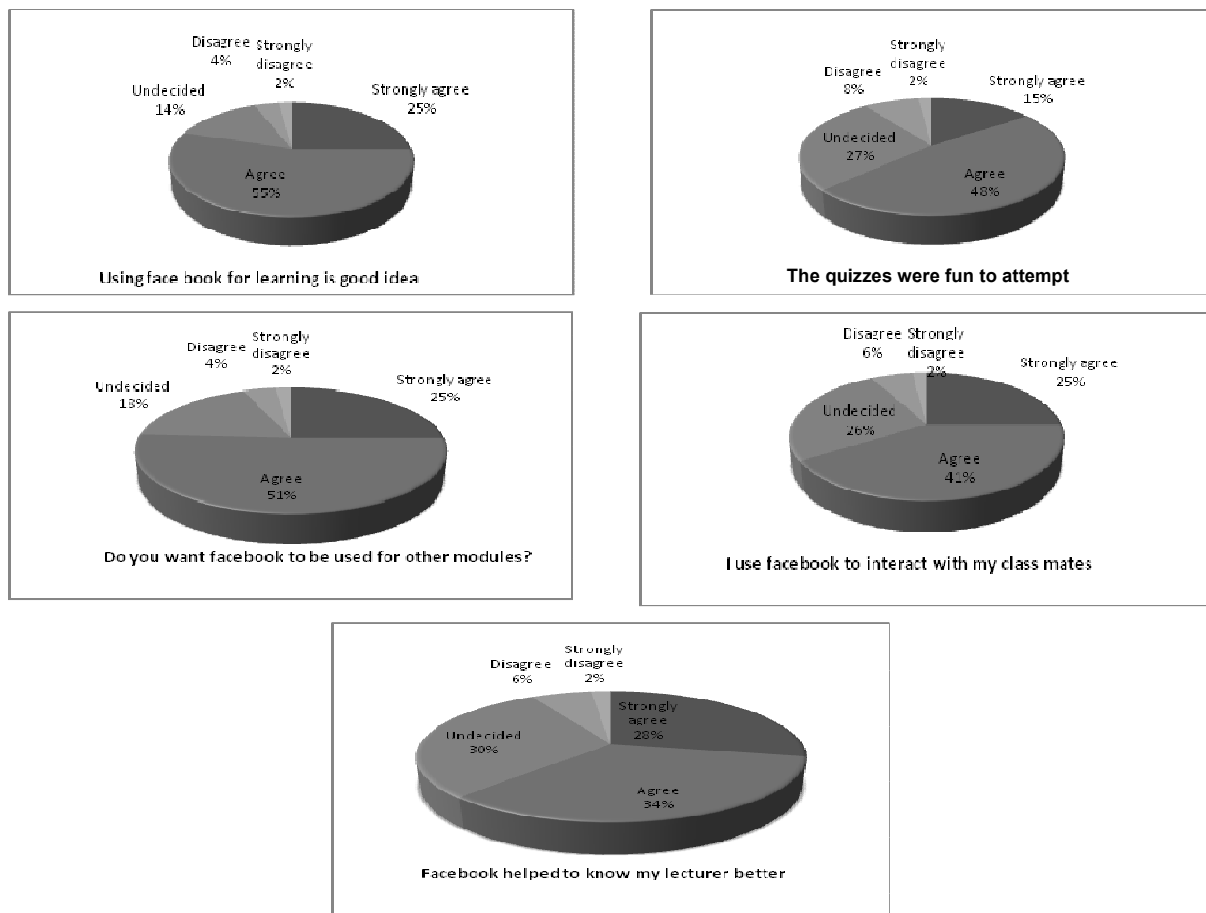 Disagree
4%
Strongly
disagree
2%
Strongly agree
25%
Undecided
14%
Agree
55%
Using face book for learning is good idea
Strongly
disagree
2%
Disagree
8%
Strongly agree
15%
Undecided
27%
Agree
48%
The quizzes were fun to attempt
Disagree
4%
Strongly
disagree
2%
Strongly agree
25%
Undecided
18%
Agree
51%
Do you want facebook to be used for other modules?
Disagree
6%
Strongly
disagree
2%
Strongly agree
25%
Undecided
26%
Agree
41%
I use facebook to interact with my class mates
Disagree
6%
Strongly
disagree
2%
Strongly
agree
28%
Undecided
30%
Agree
34%
Facebook helped to know my lecturer better